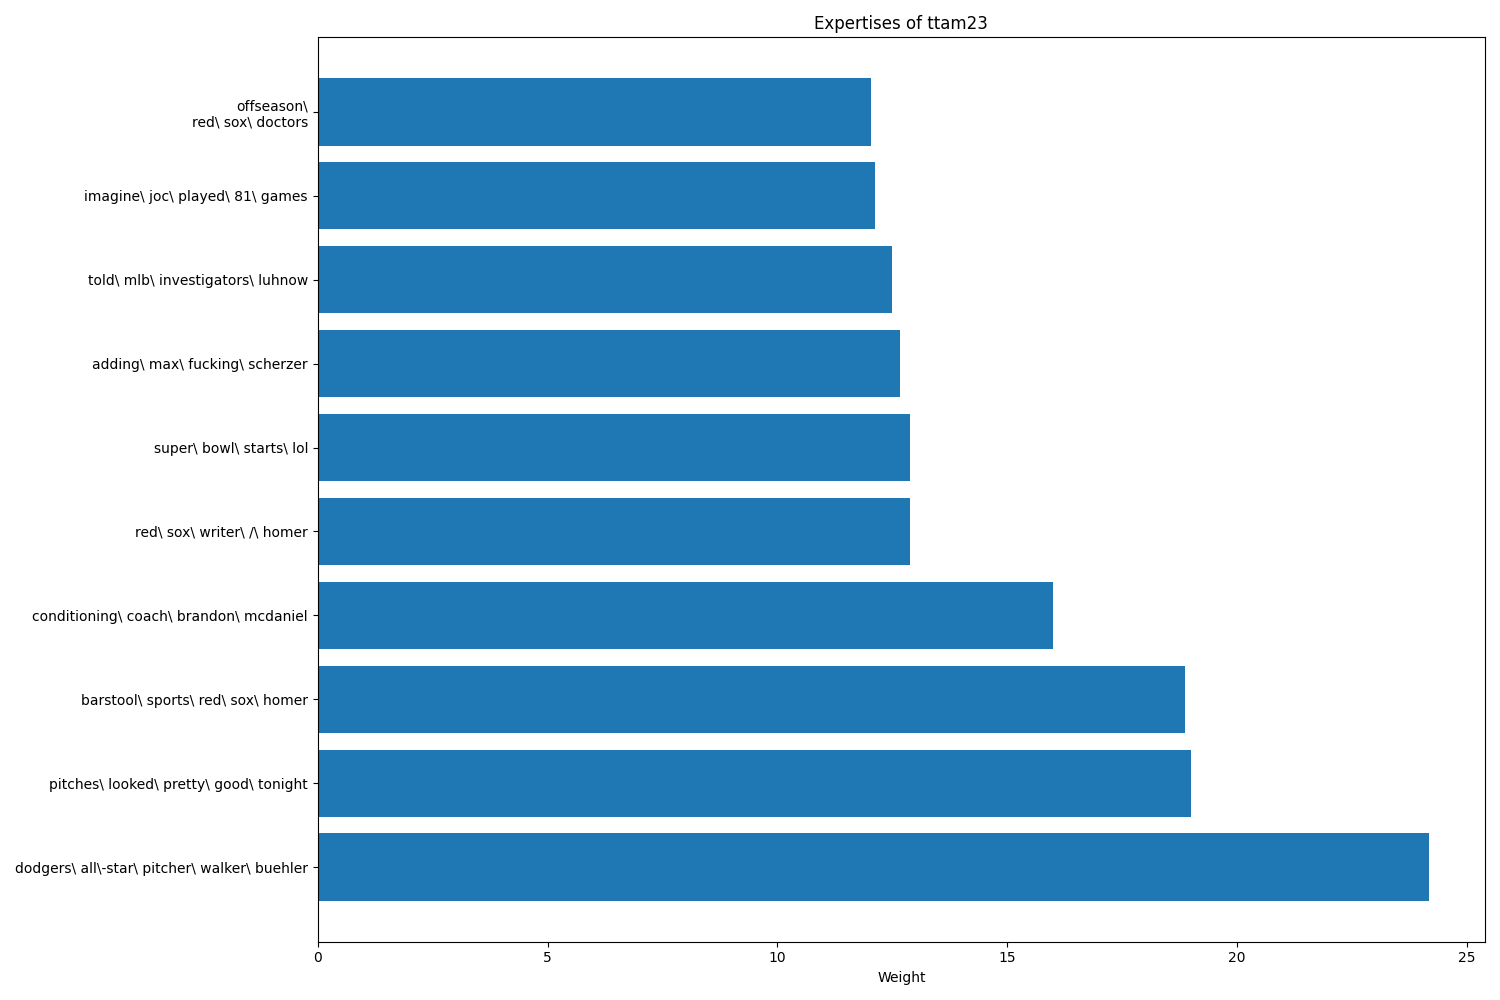 Expertises of ttam23
offseason\
red\ sox\ doctors
imagine\ joc\ played\ 81\ games
told\ mlb\ investigators\ luhnow
adding\ max\ fucking\ scherzer
super\ bowl\ starts\ lol
red\ sox\ writer\ /\ homer
conditioning\ coach\ brandon\ mcdaniel
barstool\ sports\ red\ sox\ homer
pitches\ looked\ pretty\ good\ tonight
dodgers\ all\-star\ pitcher\ walker\ buehler
0 5 10 15 20 25
Weight